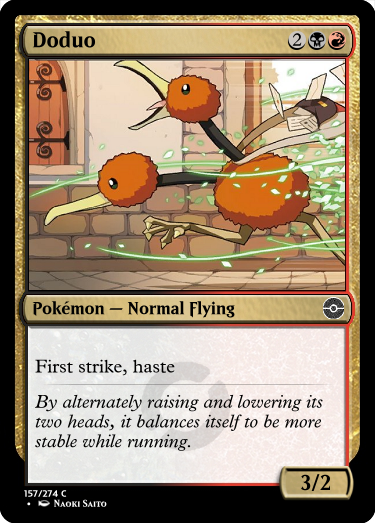 Doduo 2
Pokémon — Normal Flying
First strike, haste
By alternately raising and lowering its
two heads, it balances itself to be more
stable while running.
3/2
157/274 C
• Naoki Saito